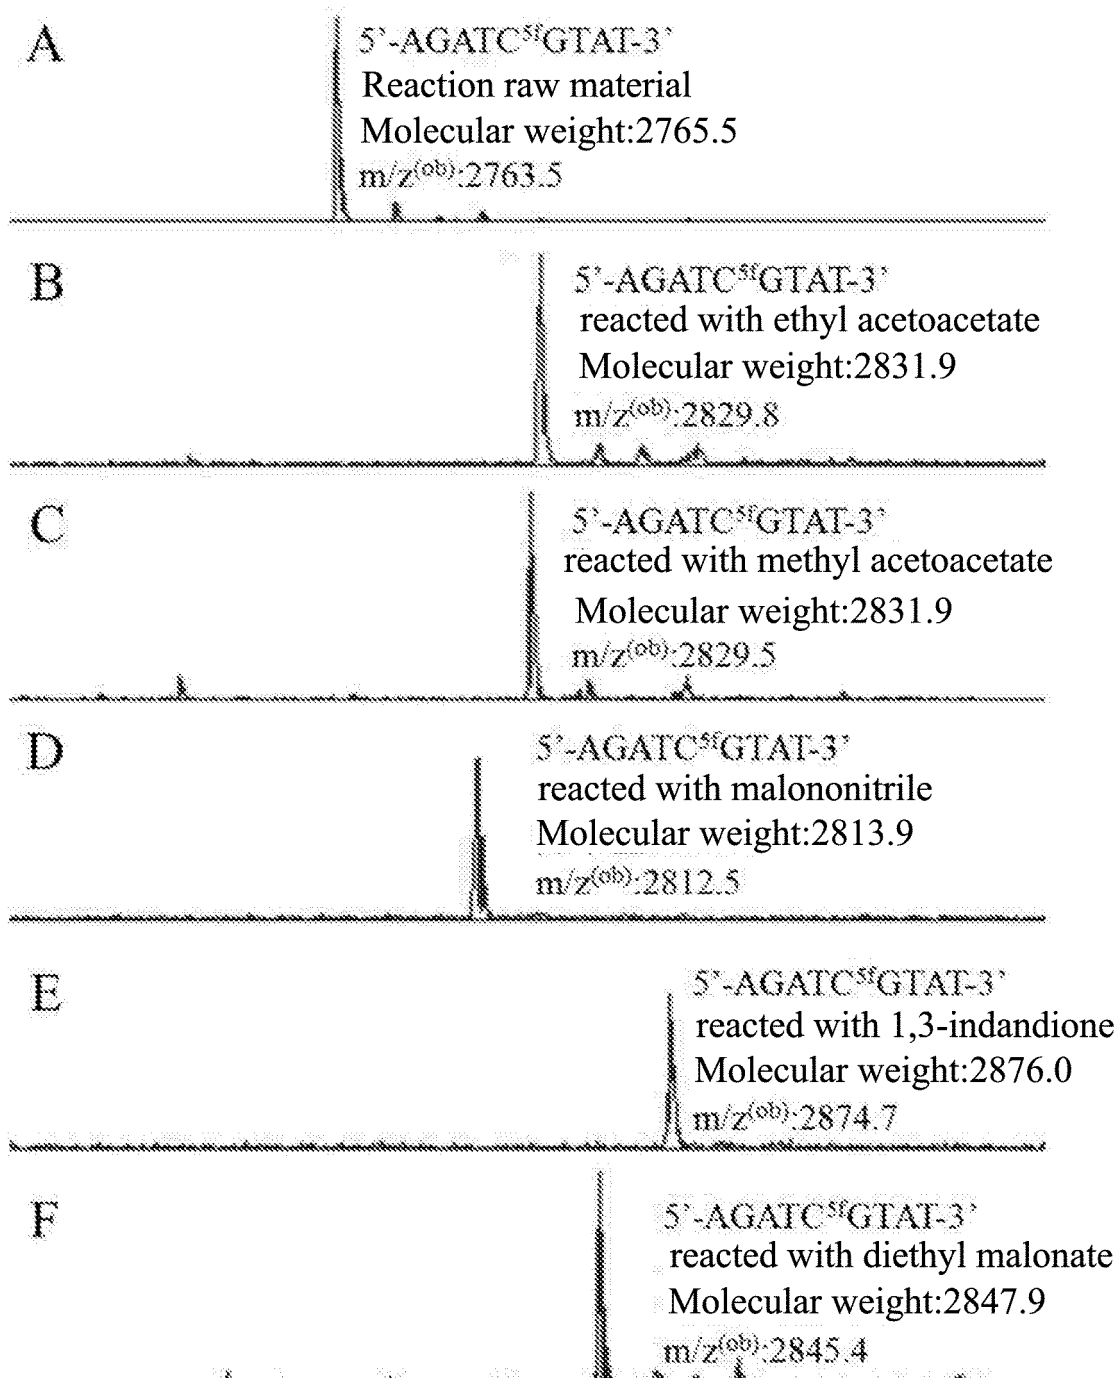 A
5'-AGATC⁵ᶠGTAT-3'
Reaction raw material
Molecular weight:2765.5
m/z⁽ᵒᵇ⁾:2763.5
B
5'-AGATC⁵ᶠGTAT-3'
reacted with ethyl acetoacetate
Molecular weight:2831.9
m/z⁽ᵒᵇ⁾:2829.8
C
5'-AGATC⁵ᶠGTAT-3'
reacted with methyl acetoacetate
Molecular weight:2831.9
m/z⁽ᵒᵇ⁾:2829.5
D
5'-AGATC⁵ᶠGTAT-3'
reacted with malononitrile
Molecular weight:2813.9
m/z⁽ᵒᵇ⁾:2812.5
E
5'-AGATC⁵ᶠGTAT-3'
reacted with 1,3-indandione
Molecular weight:2876.0
m/z⁽ᵒᵇ⁾:2874.7
F
5'-AGATC⁵ᶠGTAT-3'
reacted with diethyl malonate
Molecular weight:2847.9
m/z⁽ᵒᵇ⁾:2845.4